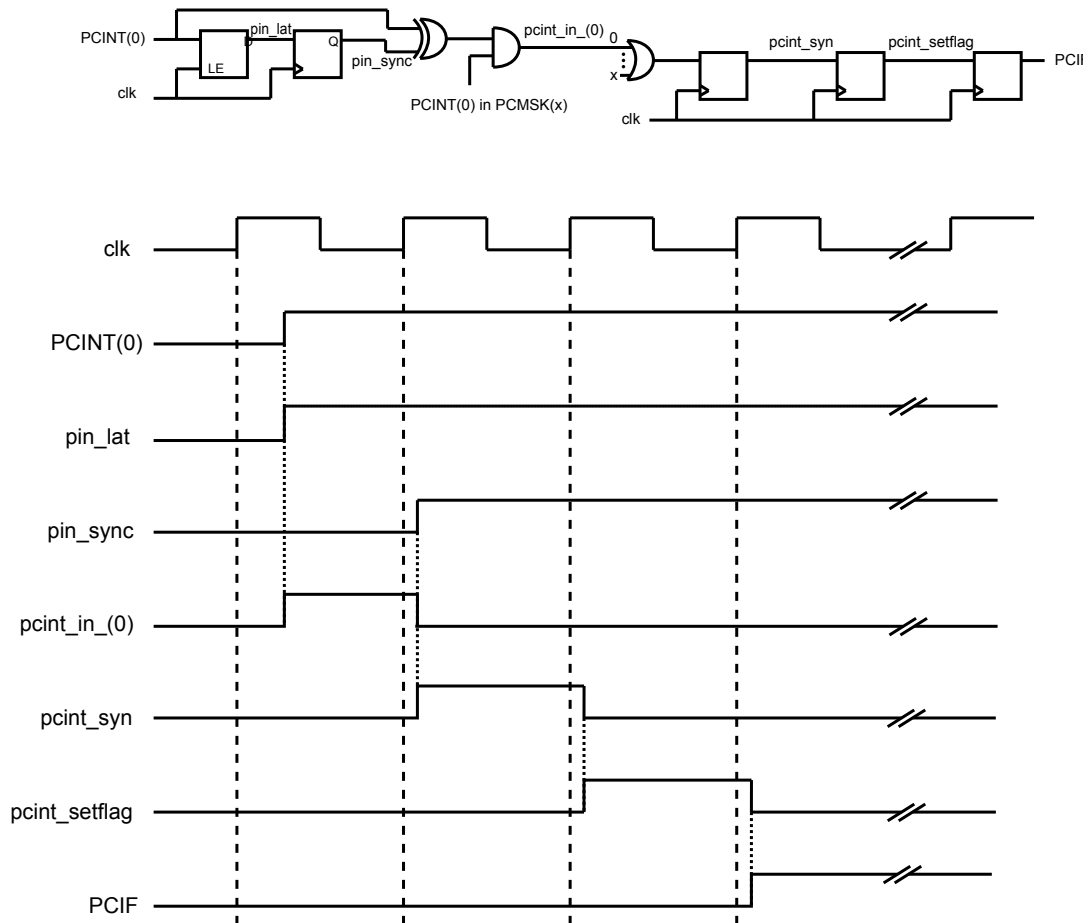 PCINT(0)
clk
LE
pin_lat
D
Q
pin_sync
PCINT(0) in PCMSK(x)
pcint_in_(0)
0
x
clk
pcint_syn
pcint_setflag
PCIF
clk
PCINT(0)
pin_lat
pin_sync
pcint_in_(0)
pcint_syn
pcint_setflag
PCIF